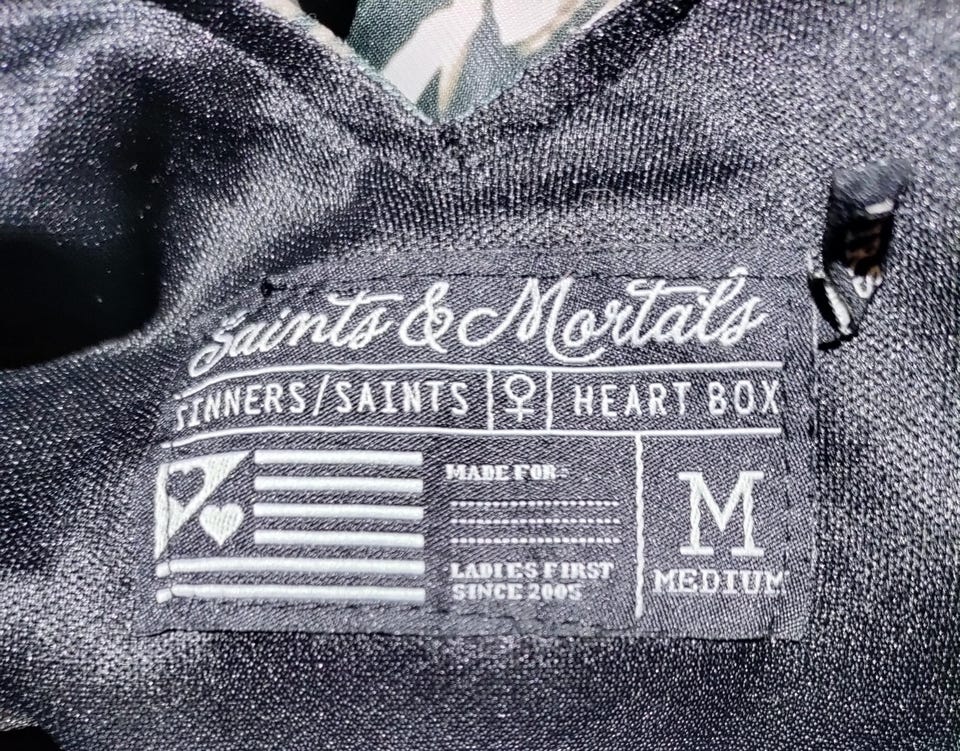 Saints & Mortals
SINNERS/SAINTS ♀ HEART BOX
MADE FOR:
LADIES FIRST
SINCE 2005
M
MEDIUM